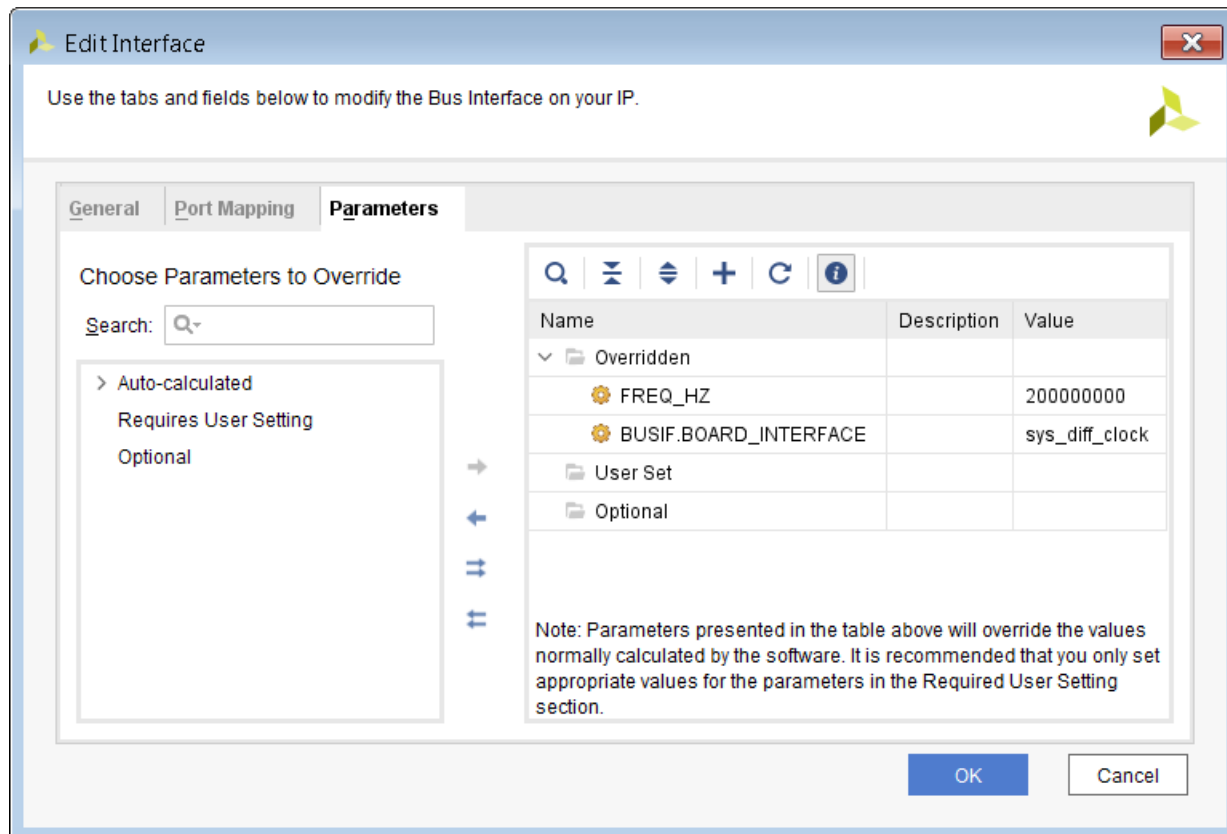 Edit Interface
Use the tabs and fields below to modify the Bus Interface on your IP.
General Port Mapping Parameters
Choose Parameters to Override
Search:
Auto-calculated
Requires User Setting
Optional
Name Description Value
Overridden
FREQ_HZ 200000000
BUSIF.BOARD_INTERFACE sys_diff_clock
User Set
Optional
Note: Parameters presented in the table above will override the values
normally calculated by the software. It is recommended that you only set
appropriate values for the parameters in the Required User Setting
section.
OK Cancel